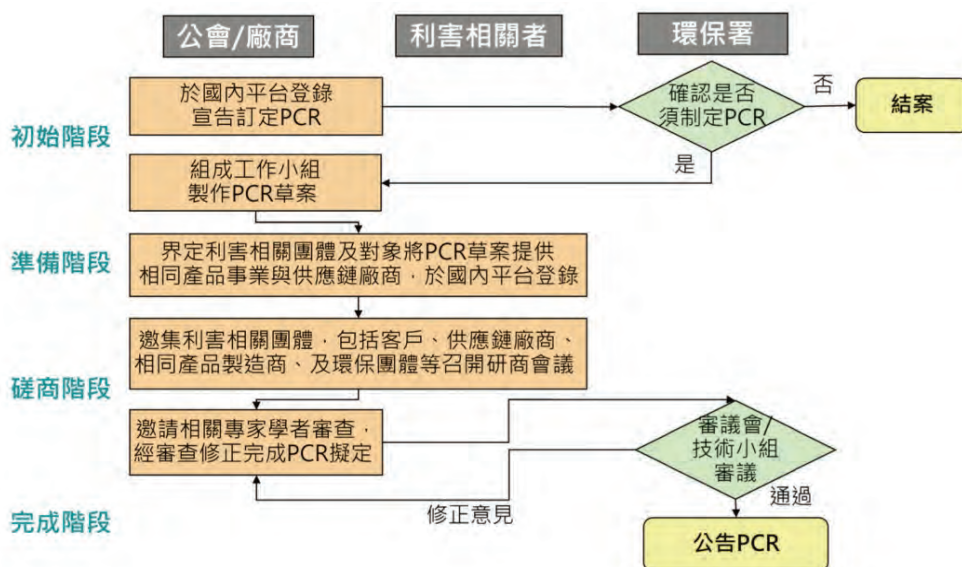 公會/廠商
利害相關者
環保署
初始階段
於國內平台登錄
宣告訂定PCR
確認是否
須制定PCR
否
結案
是
組成工作小組
製作PCR草案
準備階段
界定利害相關團體及對象將PCR草案提供
相同產品事業與供應鏈廠商，於國內平台登錄
磋商階段
邀集利害相關團體，包括客戶、供應鏈廠商、
相同產品製造商、及環保團體等召開研商會議
邀請相關專家學者審查，
經審查修正完成PCR擬定
審議會/
技術小組
審議
修正意見
通過
完成階段
公告PCR